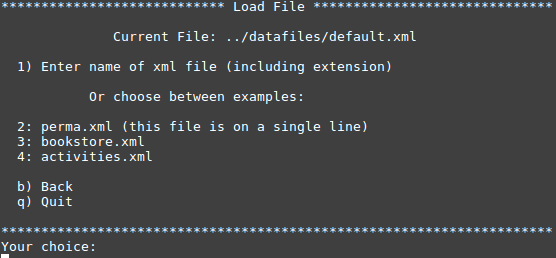 **************************** Load File ******************************
Current File: ../datafiles/default.xml
1) Enter name of xml file (including extension)
Or choose between examples:
2: perma.xml (this file is on a single line)
3: bookstore.xml
4: activities.xml
b) Back
q) Quit
*********************************************************************
Your choice: